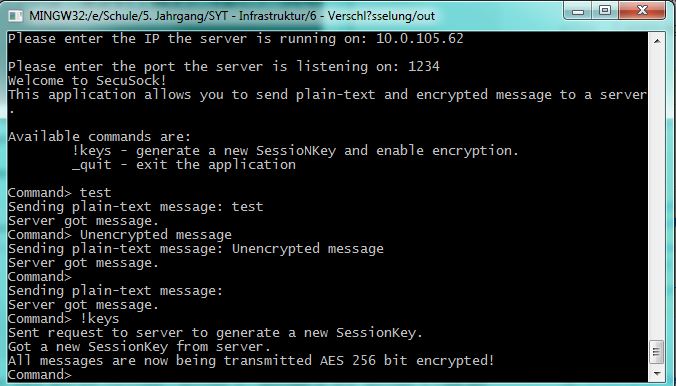 MINGW32:/e/Schule/5. Jahrgang/SYT - Infrastruktur/6 - Verschl?sselung/out
Please enter the IP the server is running on: 10.0.105.62
Please enter the port the server is listening on: 1234
Welcome to SecuSock!
This application allows you to send plain-text and encrypted message to a server
.
Available commands are:
!keys - generate a new SessioNKey and enable encryption.
_quit - exit the application
Command> test
Sending plain-text message: test
Server got message.
Command> Unencrypted message
Sending plain-text message: Unencrypted message
Server got message.
Command>
Sending plain-text message:
Server got message.
Command> !keys
Sent request to server to generate a new SessionKey.
Got a new SessionKey from server.
All messages are now being transmitted AES 256 bit encrypted!
Command>